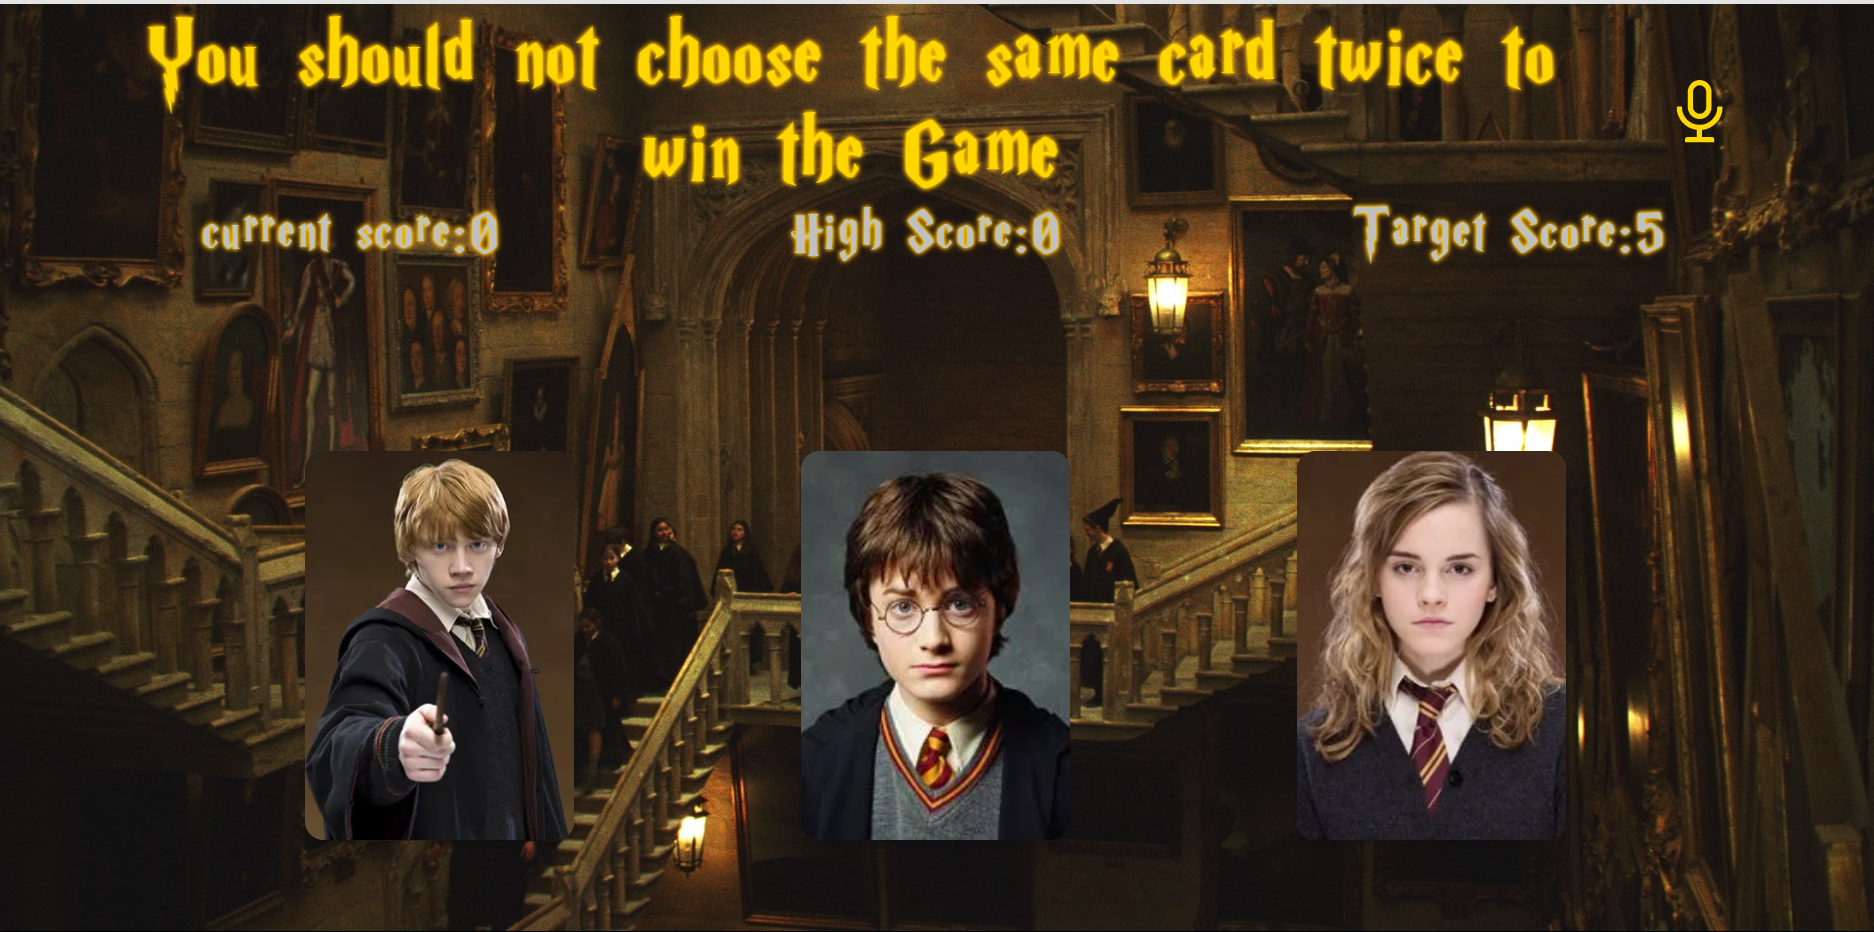 You should not choose the same card twice to
win the Game
current score:0 High Score:0 Target Score:5